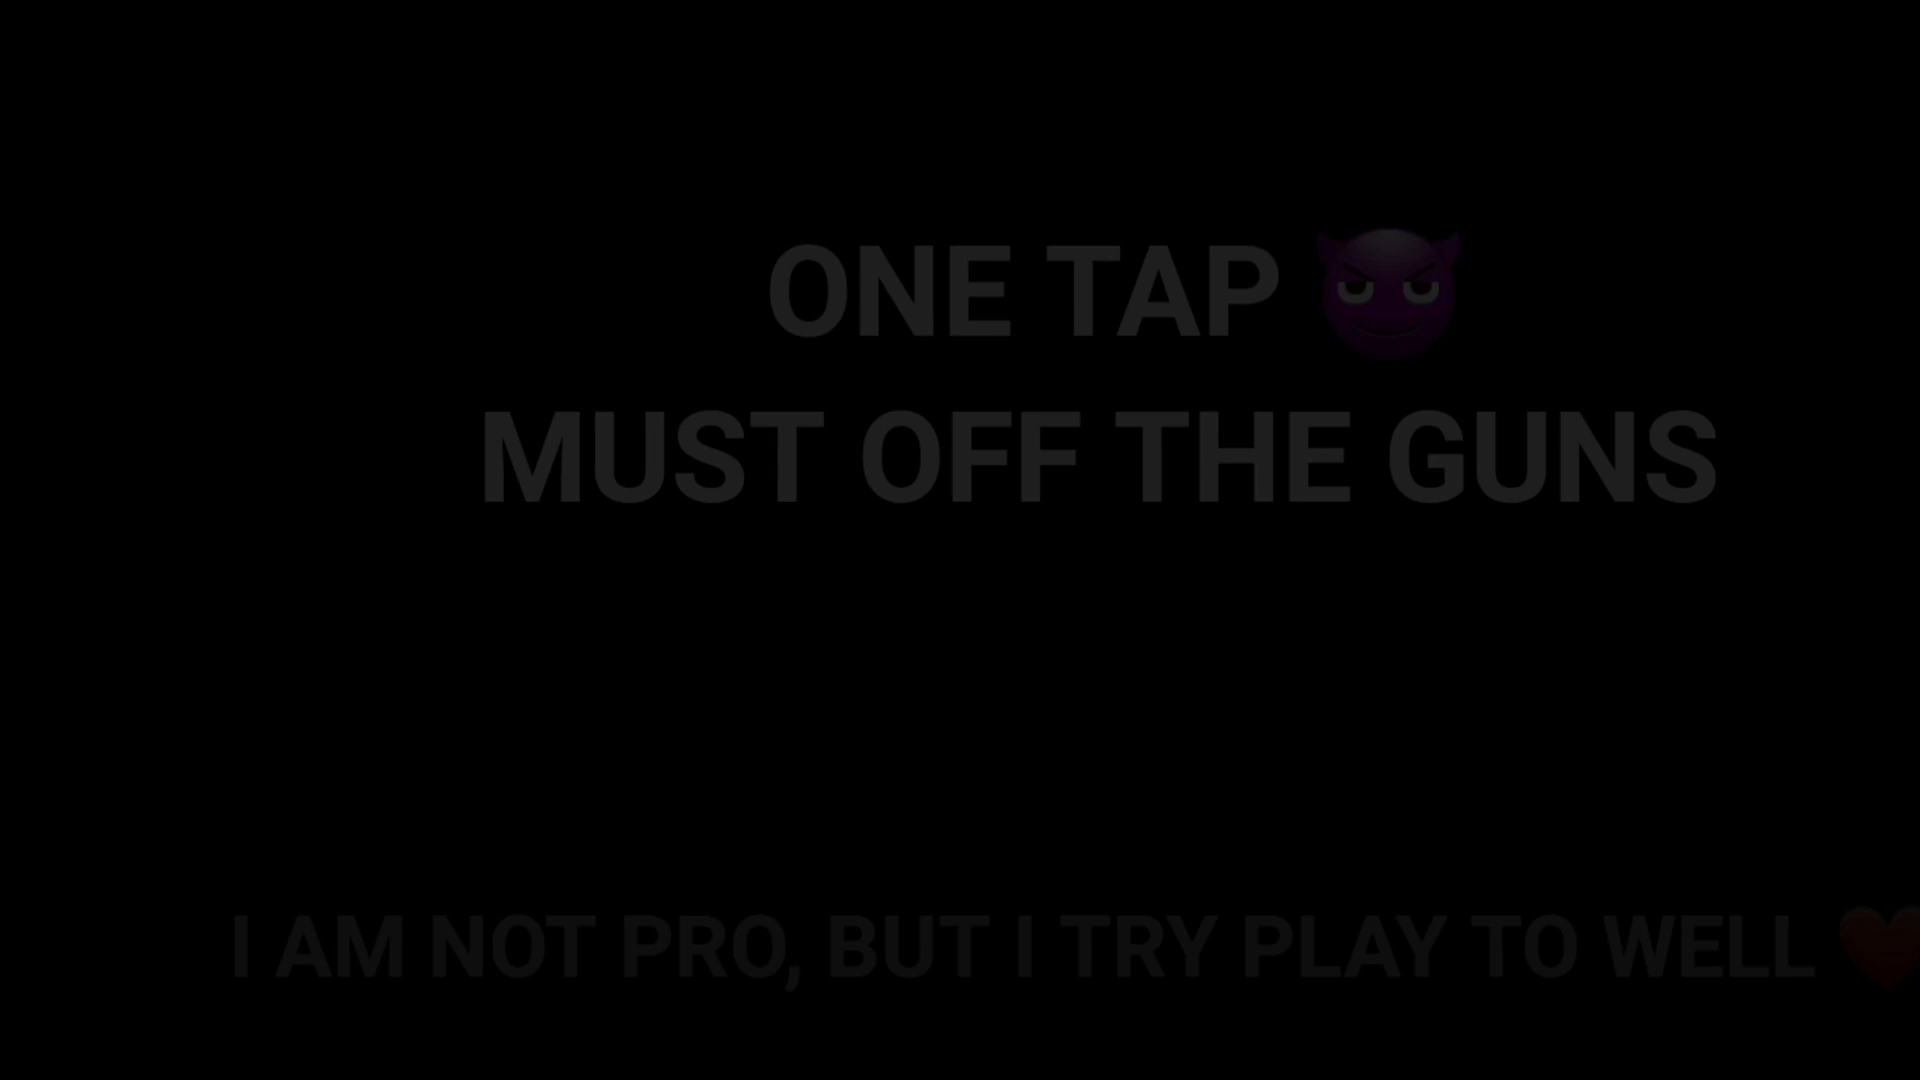 ONE TAP 😈
MUST OFF THE GUNS
I AM NOT PRO, BUT I TRY PLAY TO WELL ❤️